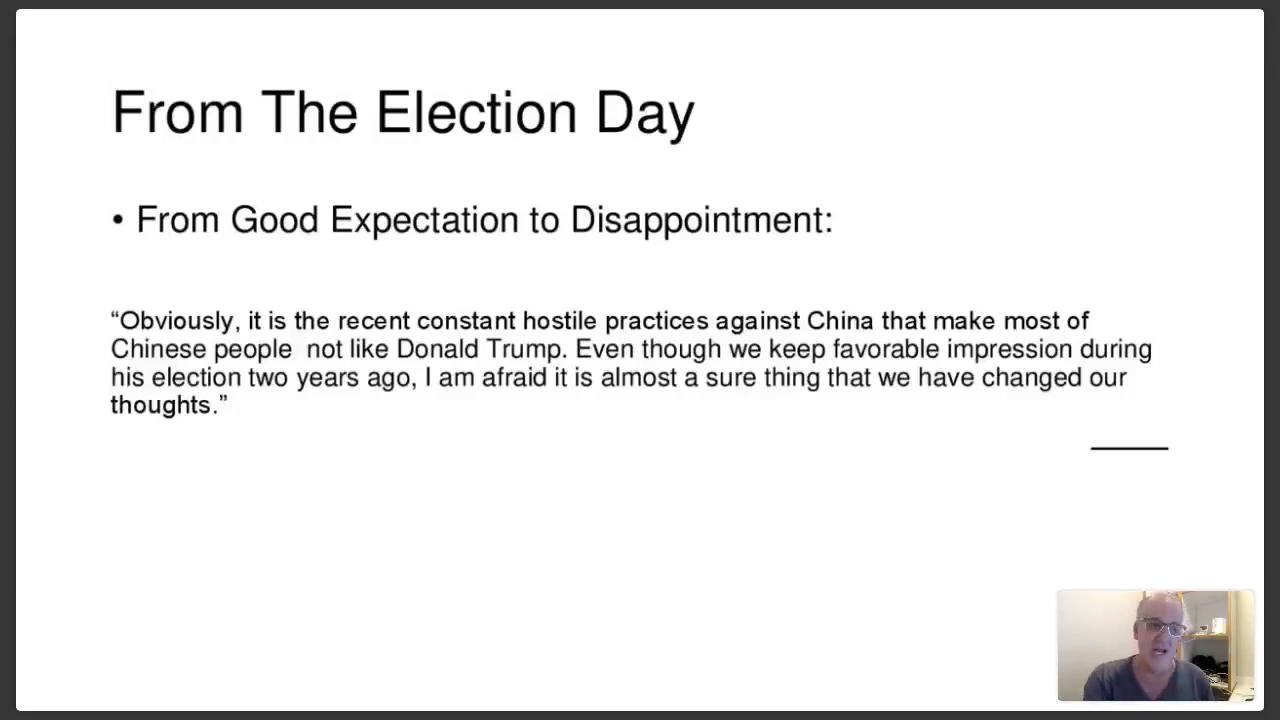 From The Election Day
• From Good Expectation to Disappointment:
“Obviously, it is the recent constant hostile practices against China that make most of
Chinese people  not like Donald Trump. Even though we keep favorable impression during
his election two years ago, I am afraid it is almost a sure thing that we have changed our
thoughts.”